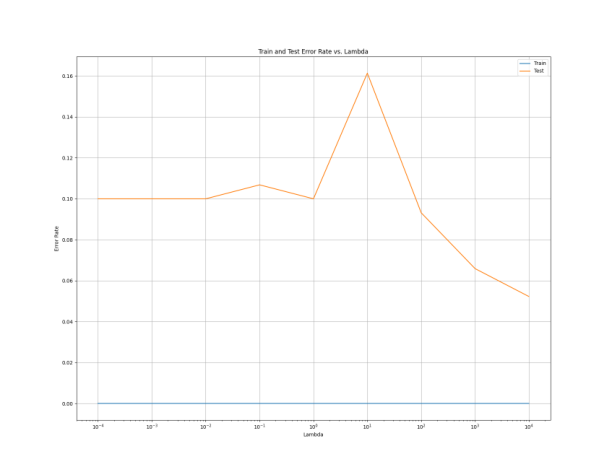 Train and Test Error Rate vs. Lambda
Train
Test
0.16
0.14
0.12
0.10
0.08
0.06
0.04
0.02
0.00
Error Rate
10⁻⁴ 10⁻³ 10⁻² 10⁻¹ 10⁰ 10¹ 10² 10³ 10⁴
Lambda